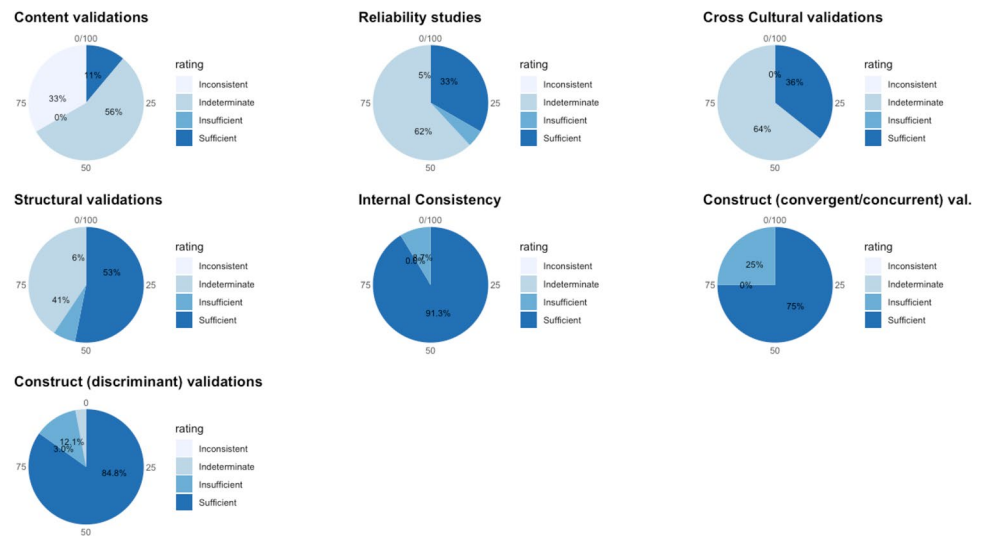 Content validations
0/100
11%
33%
75
25
0%
56%
50
rating
Inconsistent
Indeterminate
Insufficient
Sufficient
Reliability studies
0/100
5%
33%
75
25
62%
50
rating
Inconsistent
Indeterminate
Insufficient
Sufficient
Cross Cultural validations
0/100
0%
36%
75
25
64%
50
rating
Inconsistent
Indeterminate
Insufficient
Sufficient
Structural validations
0/100
6%
53%
75
25
41%
50
rating
Inconsistent
Indeterminate
Insufficient
Sufficient
Internal Consistency
0/100
8.7%
0.0%
75
25
91.3%
50
rating
Inconsistent
Indeterminate
Insufficient
Sufficient
Construct (convergent/concurrent) val.
0/100
25%
75
0%
25
75%
50
rating
Inconsistent
Indeterminate
Insufficient
Sufficient
Construct (discriminant) validations
0
12.1%
3.0%
75
25
84.8%
50
rating
Inconsistent
Indeterminate
Insufficient
Sufficient